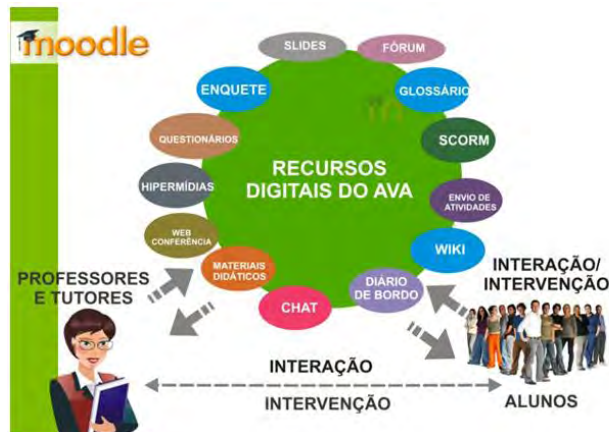 moodle
SLIDES
FÓRUM
ENQUETE
GLOSSÁRIO
QUESTIONÁRIOS
SCORM
RECURSOS
DIGITAIS DO AVA
HIPERMÍDIAS
ENVIO DE
ATIVIDADES
WEB
CONFERÊNCIA
WIKI
MATERIAIS
DIDÁTICOS
DIÁRIO
DE BORDO
CHAT
PROFESSORES
E TUTORES
INTERAÇÃO/
INTERVENÇÃO
INTERAÇÃO
INTERVENÇÃO
ALUNOS